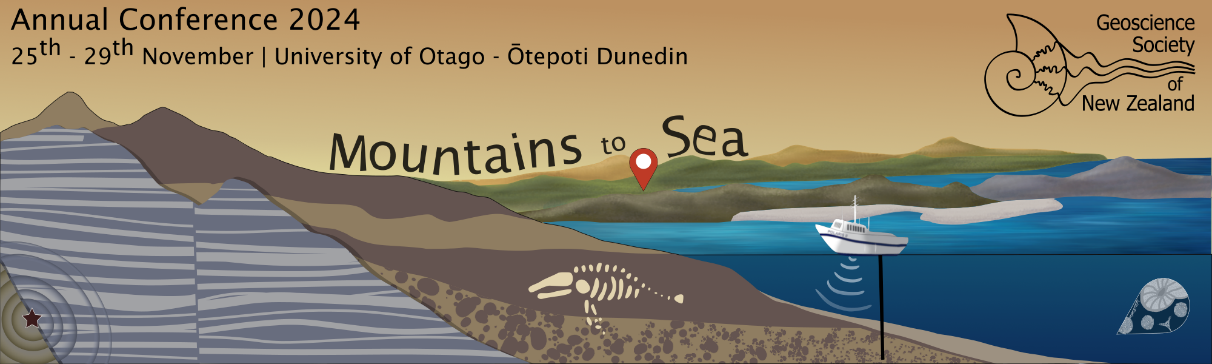 Annual Conference 2024
25th - 29th November | University of Otago - Ōtepoti Dunedin
Geoscience
Society
of
New Zealand
Mountains to Sea